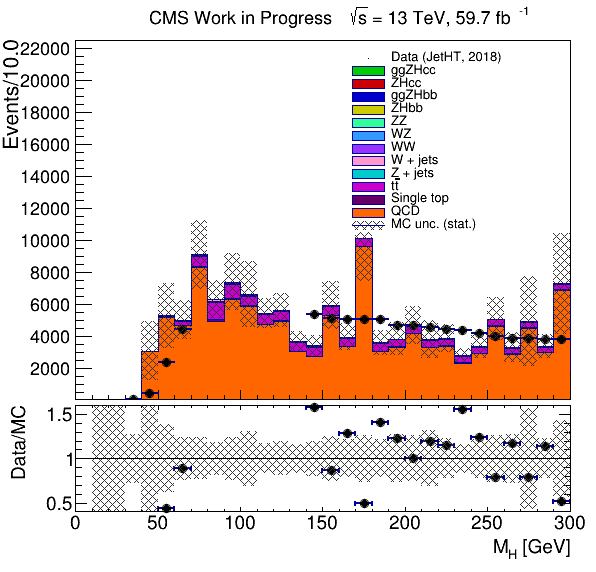 CMS Work in Progress √s = 13 TeV, 59.7 fb⁻¹
Events/10.0
22000
20000
18000
16000
14000
12000
10000
8000
6000
4000
2000
Data (JetHT, 2018)
ggZHcc
ZHcc
ggZHbb
ZHbb
ZZ
WZ
WW
W + jets
Z + jets
tt̅
Single top
QCD
MC unc. (stat.)
Data/MC
1.5
1
0.5
0 50 100 150 200 250 300
M_H [GeV]